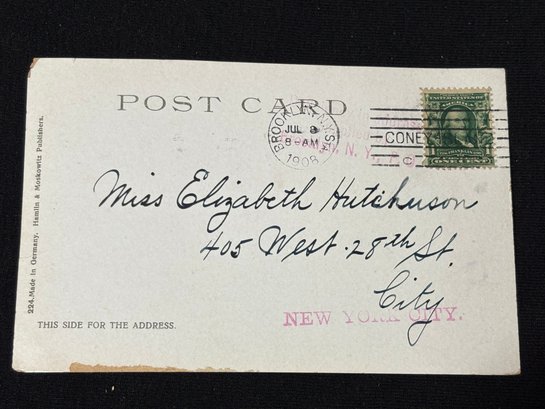 POST CARD
BROOKLYN, N.Y.
JUL
8-AM
1908
CONEY
N. Y.
Miss Elizabeth Hutchinson
405 West. 28th St.
City
NEW YORK CITY.
THIS SIDE FOR THE ADDRESS.
224. Made in Germany. Hamlin & Moskowitz Publishers.